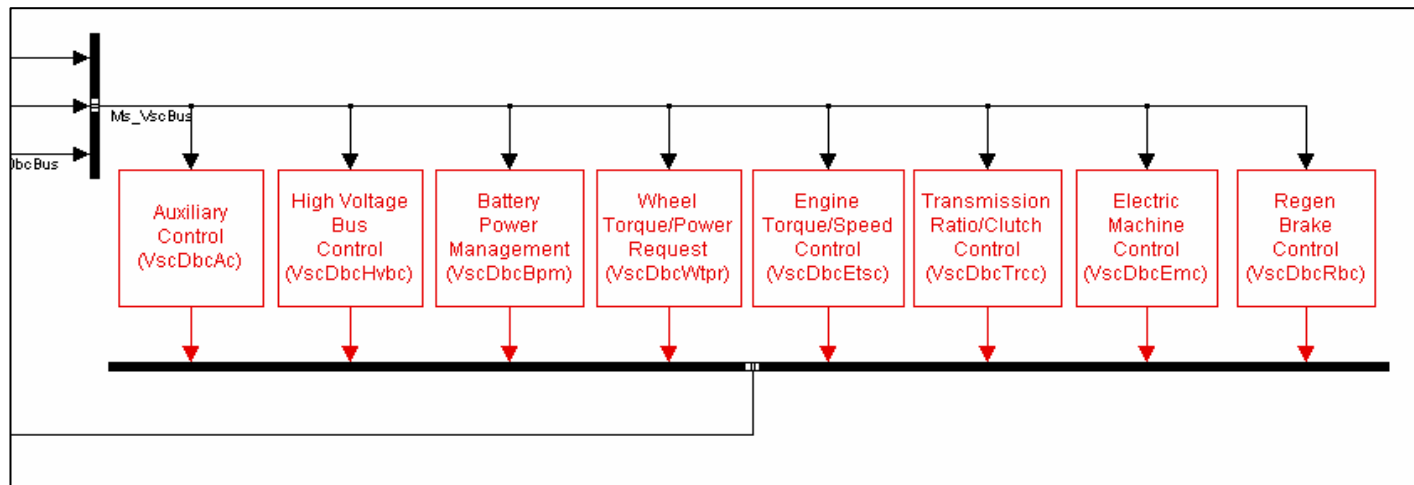 Ms_VscBus
DbcBus
Auxiliary
Control
(VscDbcAc)
High Voltage
Bus
Control
(VscDbcHvbc)
Battery
Power
Management
(VscDbcBpm)
Wheel
Torque/Power
Request
(VscDbcWtpr)
Engine
Torque/Speed
Control
(VscDbcEtsc)
Transmission
Ratio/Clutch
Control
(VscDbcTrcc)
Electric
Machine
Control
(VscDbcEmc)
Regen
Brake
Control
(VscDbcRbc)